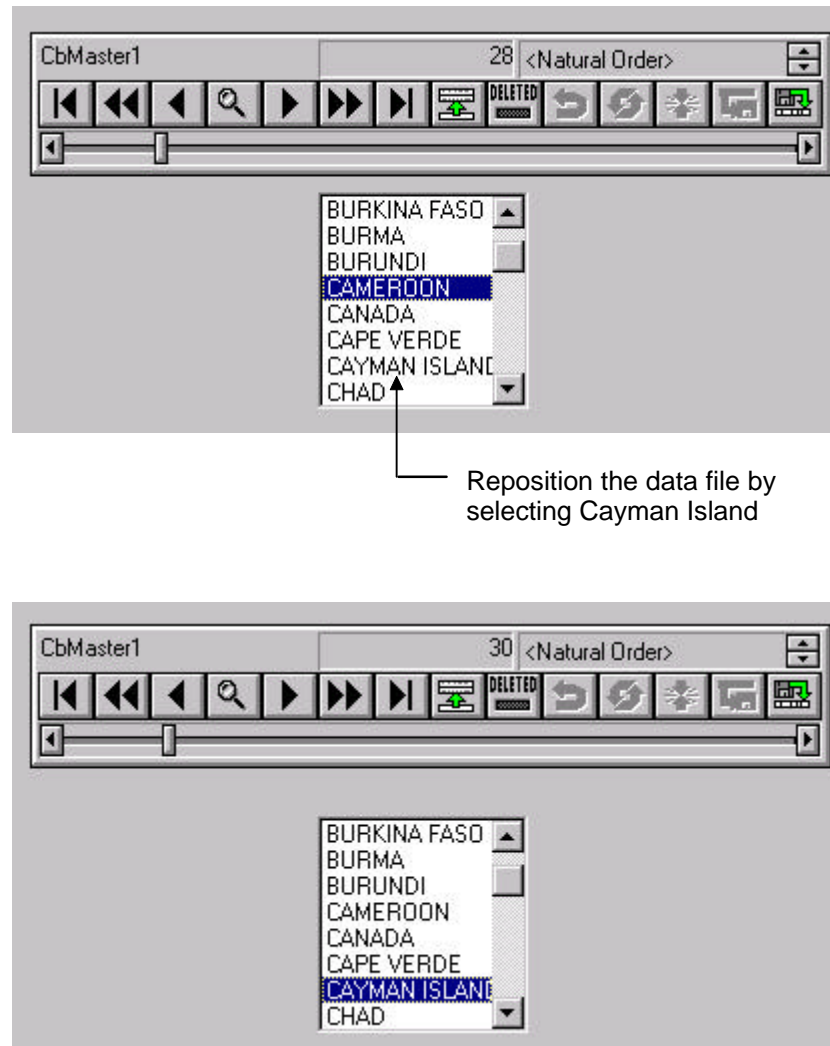 CbMaster1 28 <Natural Order>
DELETED
BURKINA FASO
BURMA
BURUNDI
CAMEROON
CANADA
CAPE VERDE
CAYMAN ISLAND
CHAD
Reposition the data file by
selecting Cayman Island
CbMaster1 30 <Natural Order>
DELETED
BURKINA FASO
BURMA
BURUNDI
CAMEROON
CANADA
CAPE VERDE
CAYMAN ISLAND
CHAD